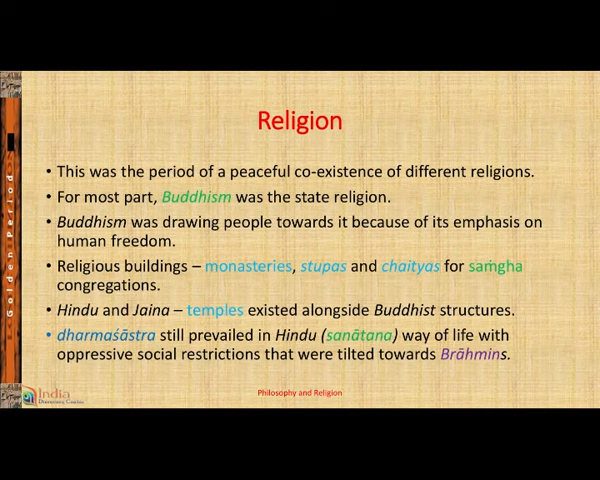 Religion
• This was the period of a peaceful co-existence of different religions.
• For most part, Buddhism was the state religion.
• Buddhism was drawing people towards it because of its emphasis on
human freedom.
• Religious buildings – monasteries, stupas and chaityas for saṁgha
congregations.
• Hindu and Jaina – temples existed alongside Buddhist structures.
• dharmaśāstra still prevailed in Hindu (sanātana) way of life with
oppressive social restrictions that were tilted towards Brāhmins.
Golden Period
India
Discovery Center
Philosophy and Religion